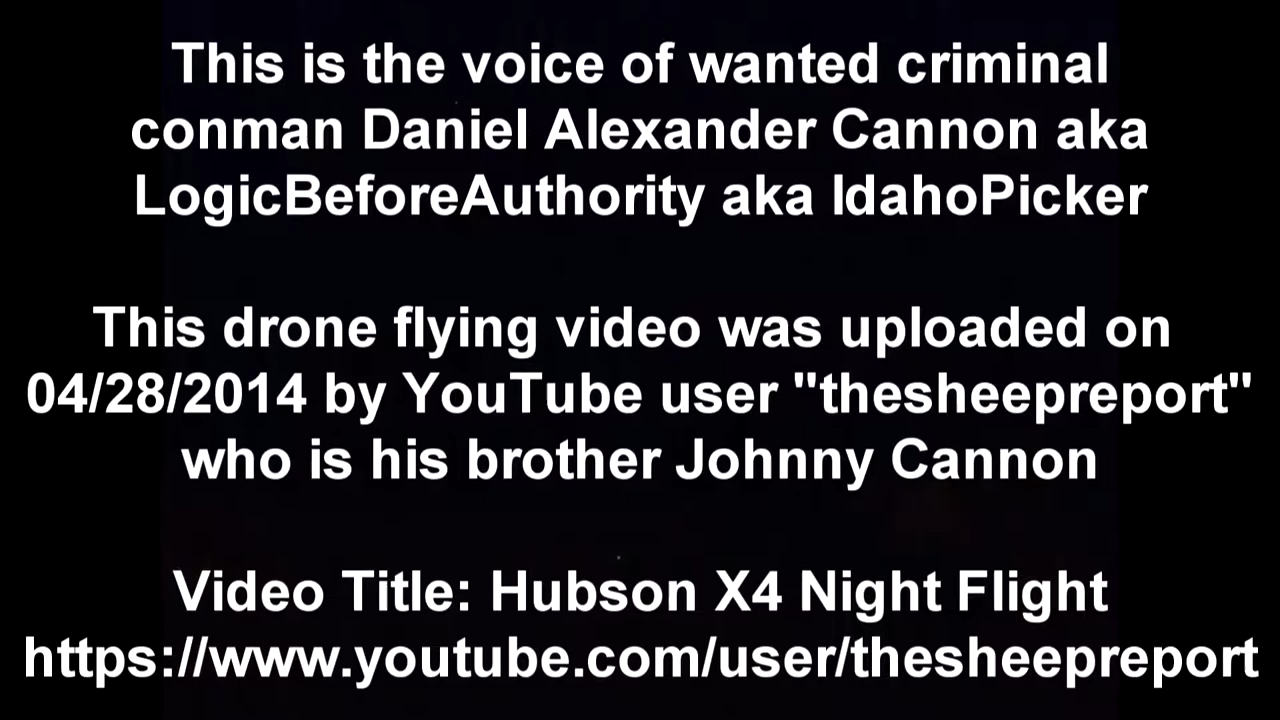 This is the voice of wanted criminal
conman Daniel Alexander Cannon aka
LogicBeforeAuthority aka IdahoPicker
This drone flying video was uploaded on
04/28/2014 by YouTube user "thesheepreport"
who is his brother Johnny Cannon
Video Title: Hubson X4 Night Flight
https://www.youtube.com/user/thesheepreport